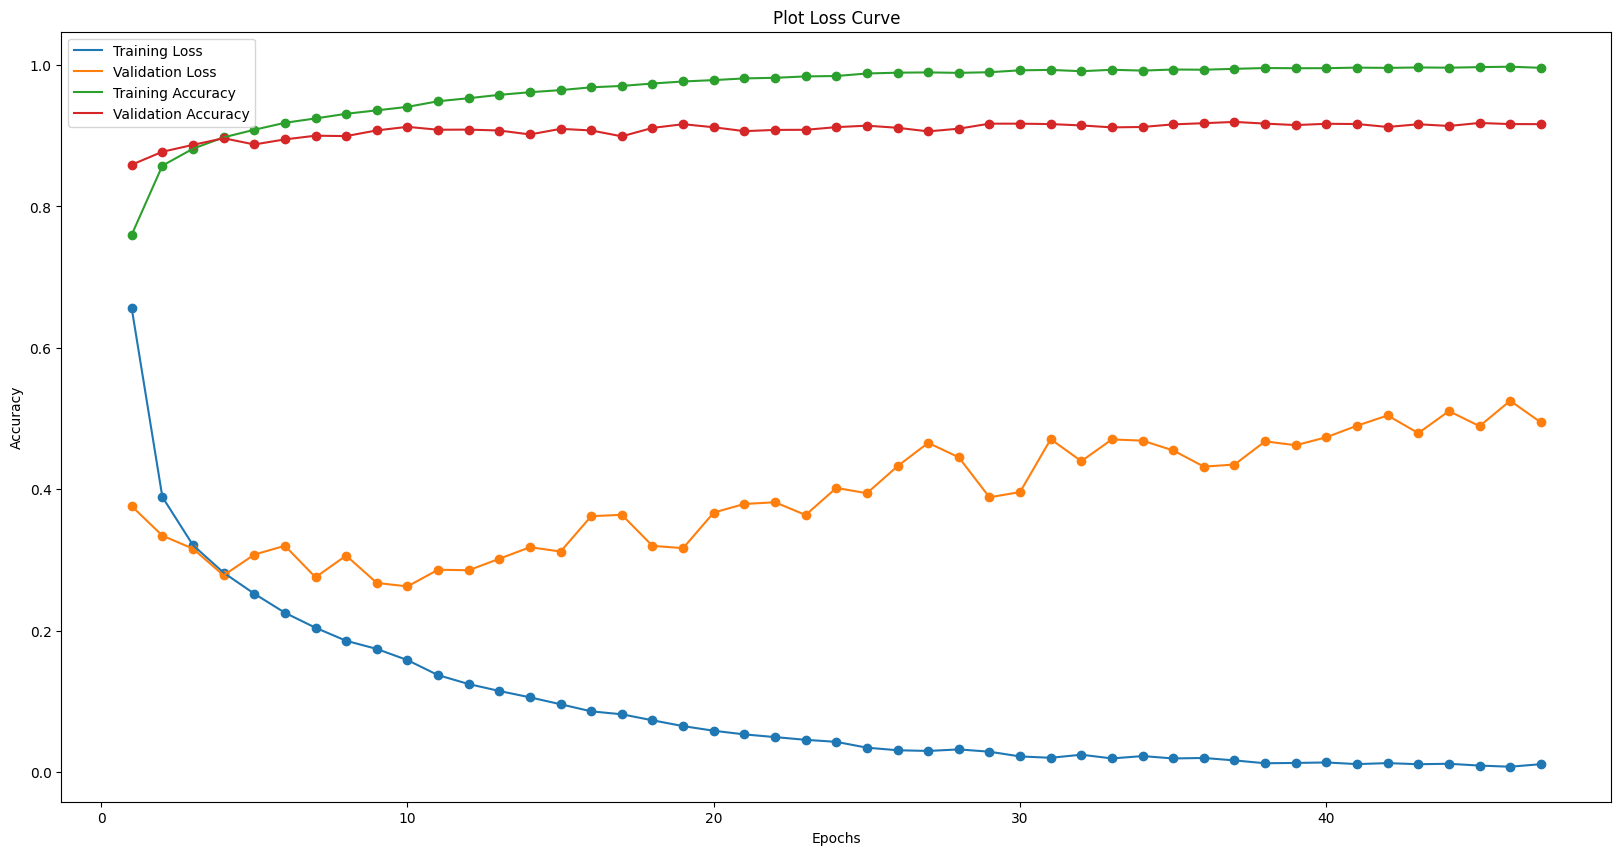 Plot Loss Curve
Training Loss
Validation Loss
Training Accuracy
Validation Accuracy
1.0
0.8
0.6
0.4
0.2
0.0
Accuracy
0 10 20 30 40
Epochs